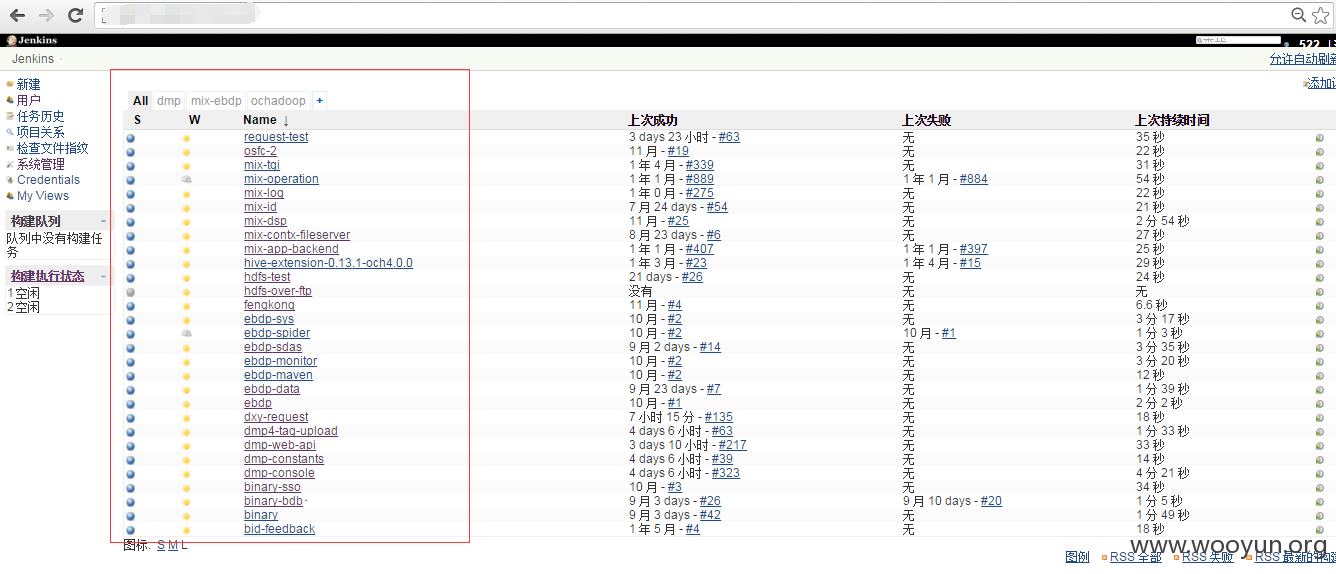 Jenkins
522
Jenkins
允许自动刷新
新建
用户
任务历史
项目关系
检查文件指纹
系统管理
Credentials
My Views
构建队列
队列中没有构建任务
构建执行状态
1 空闲
2 空闲
All dmp mix-ebdp ochadoop +
S W Name ↓ 上次成功 上次失败 上次持续时间
request-test 3 days 23 小时 - #63 无 35 秒
osfc-2 11 月 - #19 无 22 秒
mix-tgi 1 年 4 月 - #339 无 31 秒
mix-operation 1 年 1 月 - #889 1 年 1 月 - #884 54 秒
mix-log 1 年 0 月 - #275 无 22 秒
mix-id 7 月 24 days - #54 无 21 秒
mix-dsp 11 月 - #25 无 2 分 54 秒
mix-contx-fileserver 8 月 23 days - #6 无 27 秒
mix-app-backend 1 年 1 月 - #407 1 年 1 月 - #397 25 秒
hive-extension-0.13.1-och4.0.0 1 年 3 月 - #23 1 年 4 月 - #15 29 秒
hdfs-test 21 days - #26 无 24 秒
hdfs-over-ftp 没有 无 无
fengkong 11 月 - #4 无 6.6 秒
ebdp-sys 10 月 - #2 无 3 分 17 秒
ebdp-spider 10 月 - #2 10 月 - #1 1 分 3 秒
ebdp-sdas 9 月 2 days - #14 无 3 分 35 秒
ebdp-monitor 10 月 - #2 无 3 分 20 秒
ebdp-maven 10 月 - #2 无 12 秒
ebdp-data 9 月 23 days - #7 无 1 分 39 秒
ebdp 10 月 - #1 无 2 分 2 秒
dxy-request 7 小时 15 分 - #135 无 18 秒
dmp4-tag-upload 4 days 6 小时 - #63 无 1 分 33 秒
dmp-web-api 3 days 10 小时 - #217 无 33 秒
dmp-constants 4 days 6 小时 - #39 无 14 秒
dmp-console 4 days 6 小时 - #323 无 4 分 21 秒
binary-sso 10 月 - #3 无 34 秒
binary-bdb 9 月 3 days - #26 9 月 10 days - #20 1 分 5 秒
binary 9 月 3 days - #42 无 1 分 49 秒
bid-feedback 1 年 5 月 - #4 无 18 秒
图标: S M L
图例 RSS 全部 RSS 失败 RSS 最新的构建
www.wooyun.org